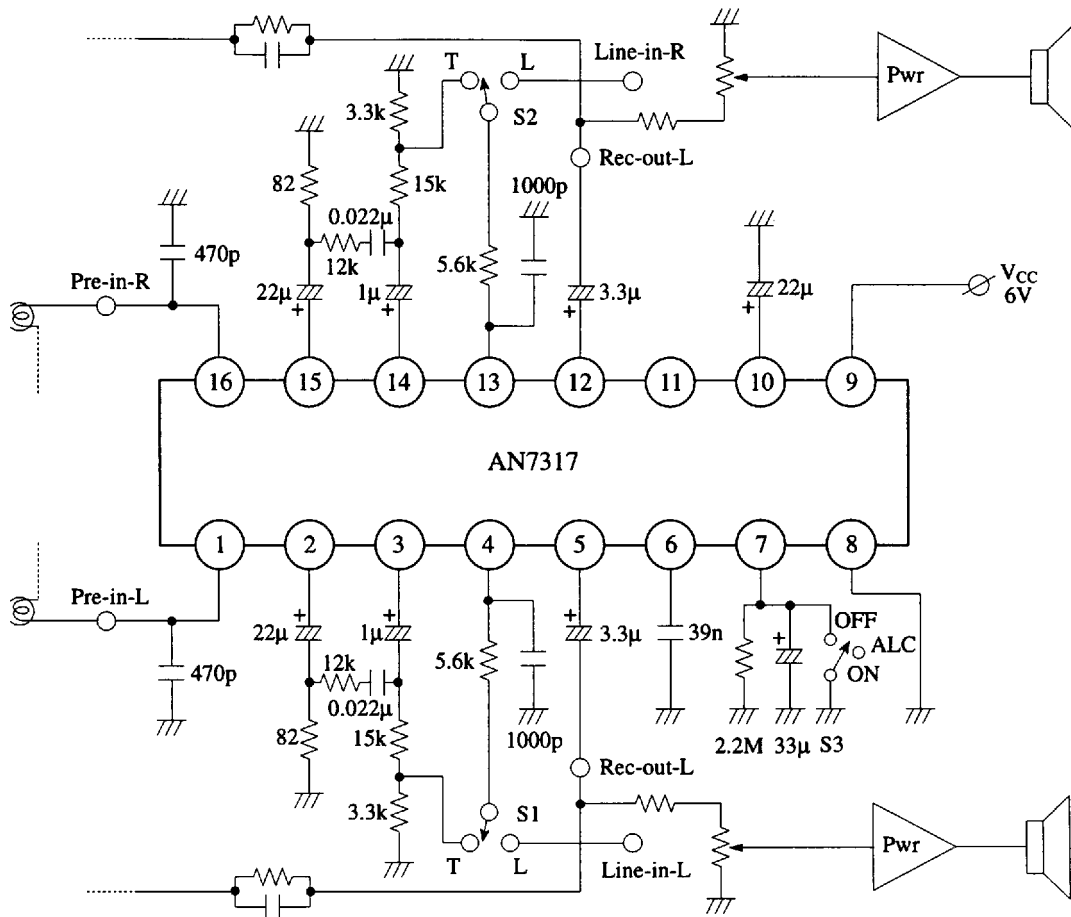 T
L
Line-in-R
Pwr
3.3k
S2
Rec-out-L
82
15k
1000p
0.022μ
470p
12k
5.6k
Pre-in-R
22μ
+
1μ
+
3.3μ
+
22μ
+
VCC
6V
16
15
14
13
12
11
10
9
AN7317
1
2
3
4
5
6
7
8
Pre-in-L
+
22μ
+
1μ
+
3.3μ
39n
+
OFF
ALC
ON
470p
12k
0.022μ
5.6k
82
15k
1000p
2.2M
33μ
S3
Rec-out-L
3.3k
S1
T
L
Line-in-L
Pwr